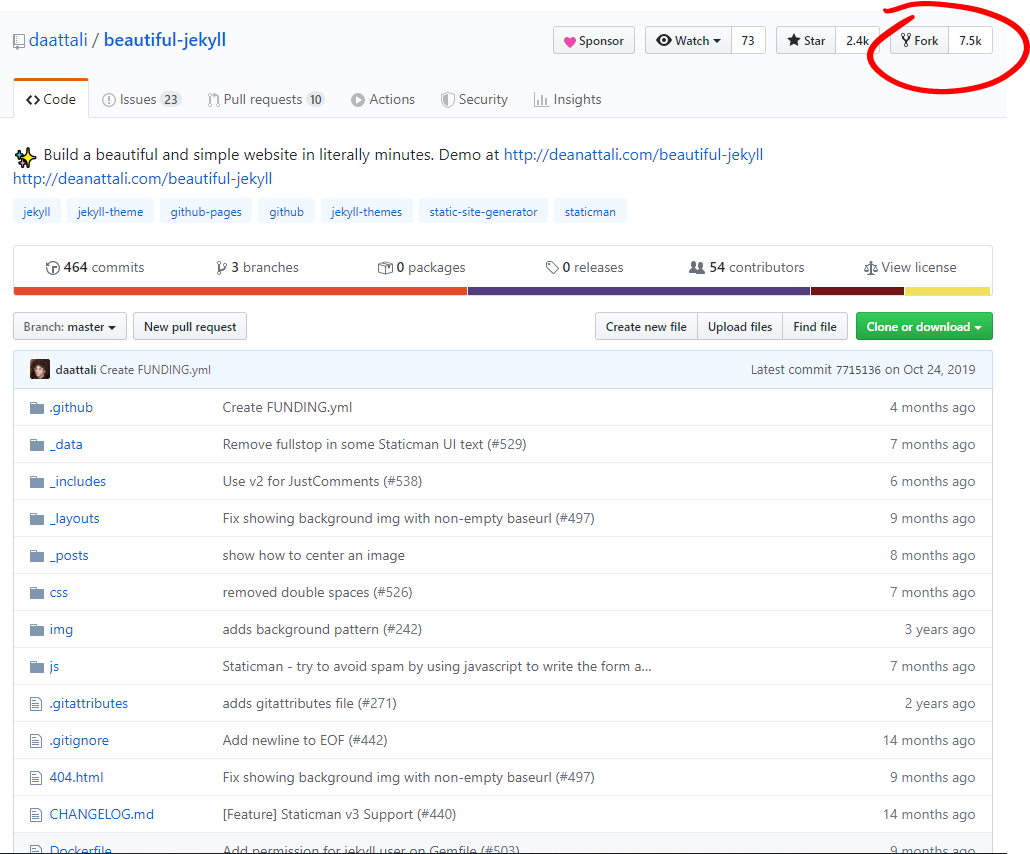 daattali / beautiful-jekyll Sponsor Watch 73 Star 2.4k Fork 7.5k
Code Issues 23 Pull requests 10 Actions Security Insights
Build a beautiful and simple website in literally minutes. Demo at http://deanattali.com/beautiful-jekyll
http://deanattali.com/beautiful-jekyll
jekyll jekyll-theme github-pages github jekyll-themes static-site-generator staticman
464 commits 3 branches 0 packages 0 releases 54 contributors View license
Branch: master New pull request Create new file Upload files Find file Clone or download
daattali Create FUNDING.yml Latest commit 7715136 on Oct 24, 2019
.github Create FUNDING.yml 4 months ago
_data Remove fullstop in some Staticman UI text (#529) 7 months ago
_includes Use v2 for JustComments (#538) 6 months ago
_layouts Fix showing background img with non-empty baseurl (#497) 9 months ago
_posts show how to center an image 8 months ago
css removed double spaces (#526) 7 months ago
img adds background pattern (#242) 3 years ago
js Staticman - try to avoid spam by using javascript to write the form a... 7 months ago
.gitattributes adds gitattributes file (#271) 2 years ago
.gitignore Add newline to EOF (#442) 14 months ago
404.html Fix showing background img with non-empty baseurl (#497) 9 months ago
CHANGELOG.md [Feature] Staticman v3 Support (#440) 14 months ago
Dockerfile Add permission for jekyll user on Gemfile (#503) 9 months ago